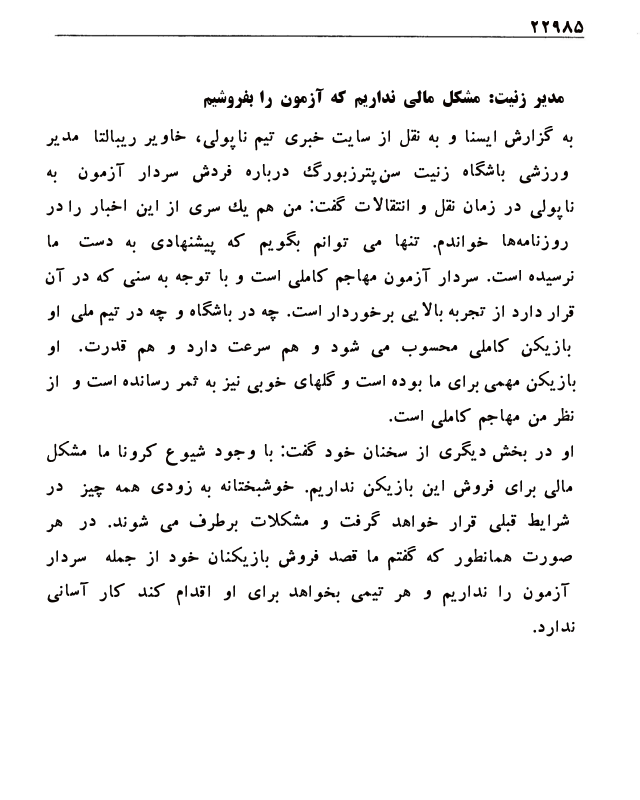 ۲۲۹۸۵
مدیر زنیت: مشکل مالی نداریم که آزمون را بفروشیم
به گزارش ایسنا و به نقل از سایت خبری تیم ناپولی، خاویر ریبالتا مدیر
ورزشی باشگاه زنیت سن‌پترزبورگ درباره فردش سردار آزمون به
ناپولی در زمان نقل و انتقالات گفت: من هم یك سری از این اخبار را در
روزنامه‌ها خواندم. تنها می توانم بگویم که پیشنهادی به دست ما
نرسیده است. سردار آزمون مهاجم کاملی است و با توجه به سنی که در آن
قرار دارد از تجربه بالایی برخوردار است. چه در باشگاه و چه در تیم ملی او
بازیکن کاملی محسوب می شود و هم سرعت دارد و هم قدرت. او
بازیکن مهمی برای ما بوده است و گلهای خوبی نیز به ثمر رسانده است و از
نظر من مهاجم کاملی است.
او در بخش دیگری از سخنان خود گفت: با وجود شیوع کرونا ما مشکل
مالی برای فروش این بازیکن نداریم. خوشبختانه به زودی همه چیز در
شرایط قبلی قرار خواهد گرفت و مشکلات برطرف می شوند. در هر
صورت همانطور که گفتم ما قصد فروش بازیکنان خود از جمله سردار
آزمون را نداریم و هر تیمی بخواهد برای او اقدام کند کار آسانی
ندارد.